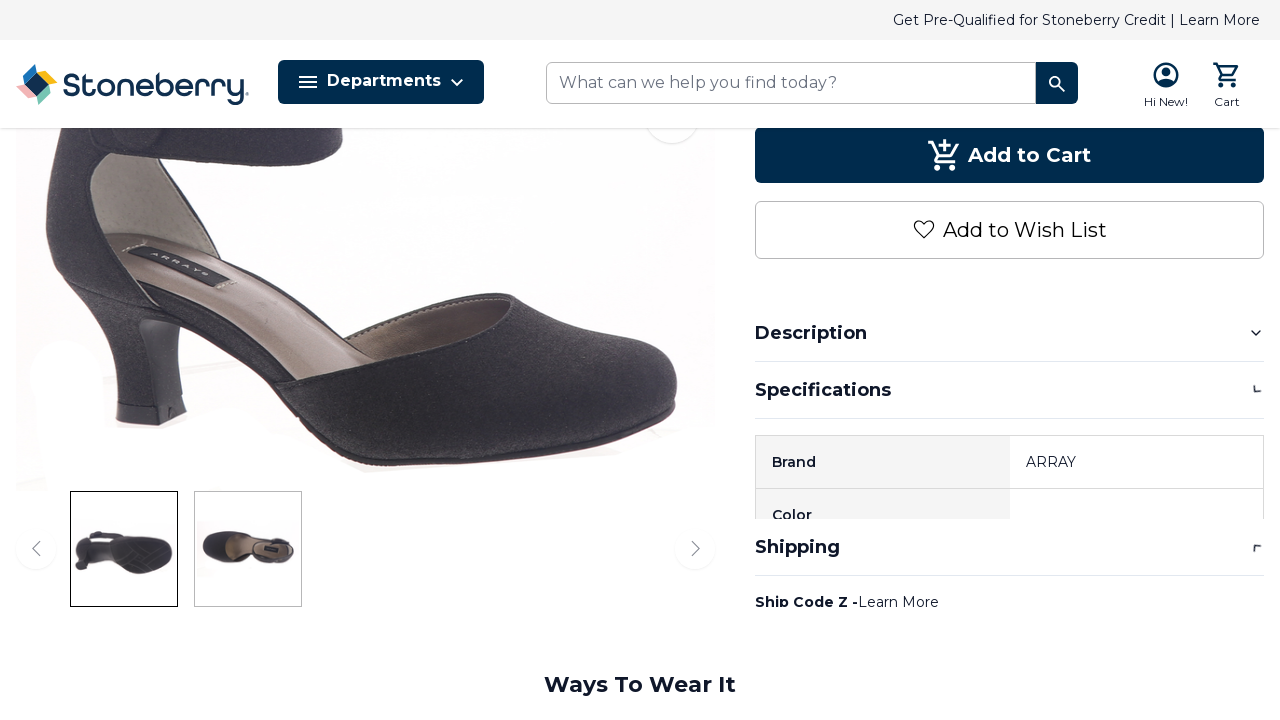 Get Pre-Qualified for Stoneberry Credit | Learn More
Stoneberry®
Departments
What can we help you find today?
Hi New!
Cart
Add to Cart
Add to Wish List
ARRAYS
Description
Specifications
Brand
ARRAY
Color
Shipping
Ship Code Z -Learn More
Ways To Wear It